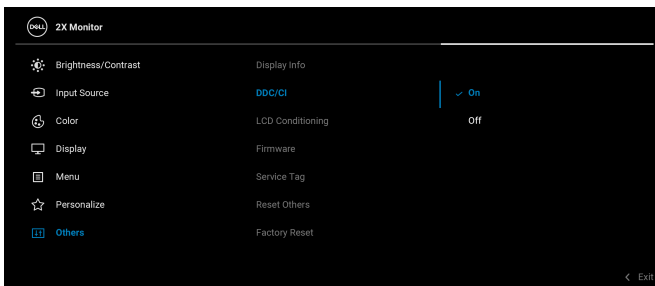 DELL 2X Monitor
Brightness/Contrast Display Info
Input Source DDC/CI On
Color LCD Conditioning Off
Display Firmware
Menu Service Tag
Personalize Reset Others
Others Factory Reset
Exit